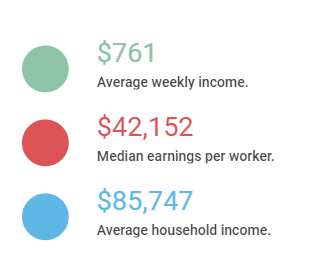 $761
Average weekly income.
$42,152
Median earnings per worker.
$85,747
Average household income.